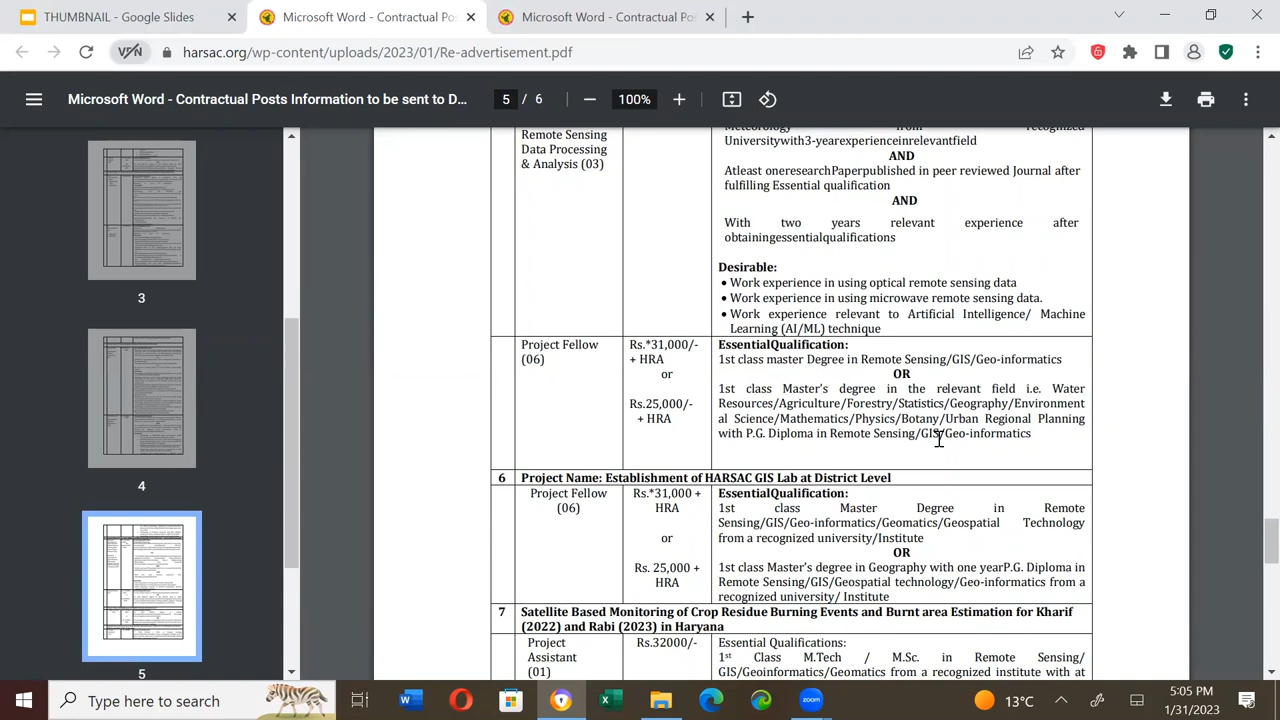 THUMBNAIL - Google Slides
Microsoft Word - Contractual Po
Microsoft Word - Contractual Po
VPN
harsac.org/wp-content/uploads/2023/01/Re-advertisement.pdf
Microsoft Word - Contractual Posts Information to be sent to D...
5 / 6
100%
3
4
5
Meteorology from recognized
Remote Sensing
Data Processing
& Analysis (03)
Universitywith3-yearexperienceinrelevantfield
AND
Atleast oneresearchPaperpublished in peer reviewed Journal after
fulfilling Essential qualification
AND
With two years relevant experience after
obtainingessentialqualifications
Desirable:
• Work experience in using optical remote sensing data
• Work experience in using microwave remote sensing data.
• Work experience relevant to Artificial Intelligence/ Machine
Learning (AI/ML) technique
Project Fellow
(06)
Rs.*31,000/-
+ HRA
or
Rs.25,000/-
+ HRA
EssentialQualification:
1st class master Degree in Remote Sensing/GIS/Geo-informatics
OR
1st class Master's degree in the relevant field i.e. Water
Resources/Agriculture/Forestry/Statistics/Geography/Environment
al Science/Mathematics/Physics/Botany/Urban Regional Planning
with P.G. Diploma in Remote Sensing/GIS/Geo-informatics
6 Project Name: Establishment of HARSAC GIS Lab at District Level
Project Fellow
(06)
Rs.*31,000 +
HRA
or
Rs. 25,000 +
HRA
EssentialQualification:
1st class Master Degree in Remote
Sensing/GIS/Geo-informatics/Geomatics/Geospatial Technology
from a recognized university/Institute
OR
1st class Master's degree in Geography with one yearP.G. Diploma in
Remote Sensing/GIS/Geospatial technology/Geo-informatics from a
recognized university/ Institute
7 Satellite Based Monitoring of Crop Residue Burning Events and Burnt area Estimation for Kharif
(2022) and Rabi (2023) in Haryana
Project
Assistant
(01)
Rs.32000/-
Essential Qualifications:
1st Class M.Tech / M.Sc. in Remote Sensing/
GIS/Geoinformatics/Geomatics from a recognized institute with at
Type here to search
zoom
13°C
5:05 PM
1/31/2023